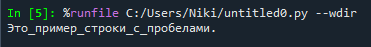 In [5]: %runfile C:/Users/Niki/untitled0.py --wdir
Это_пример_строки_с_пробелами.